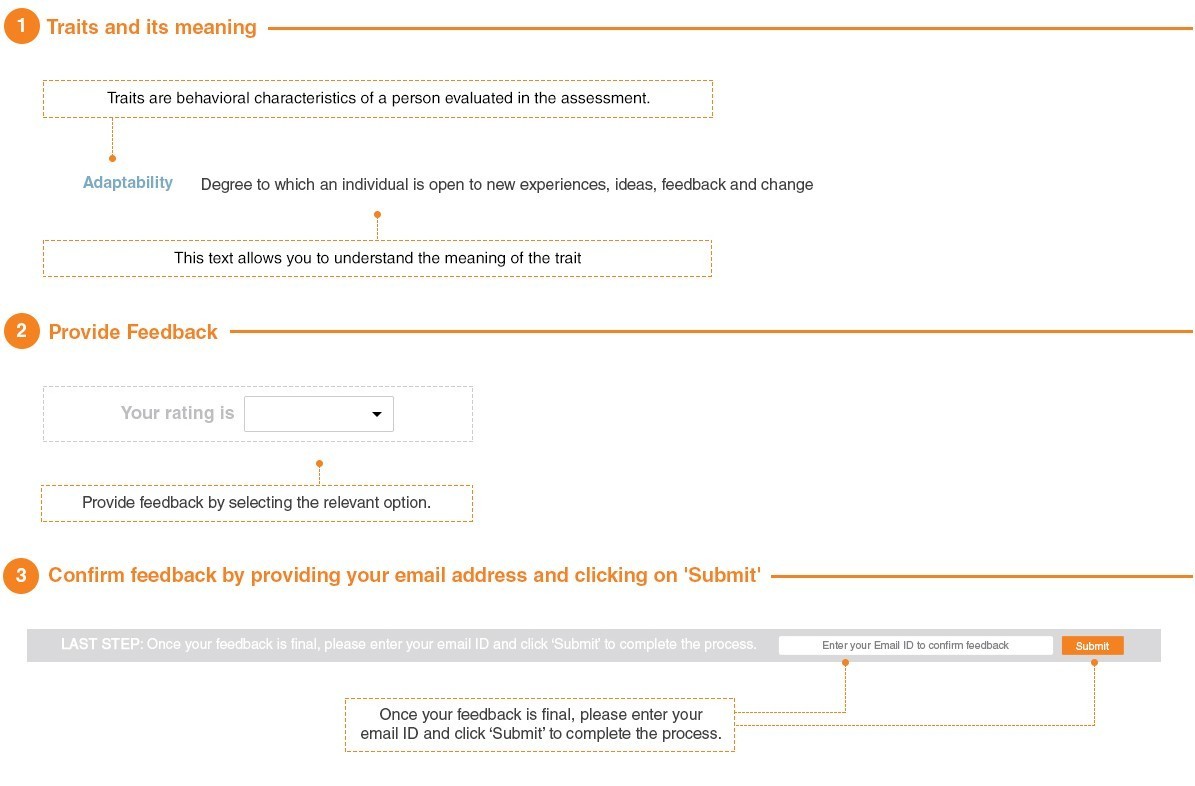 1 Traits and its meaning
Traits are behavioral characteristics of a person evaluated in the assessment.
Adaptability Degree to which an individual is open to new experiences, ideas, feedback and change
This text allows you to understand the meaning of the trait
2 Provide Feedback
Your rating is
Provide feedback by selecting the relevant option.
3 Confirm feedback by providing your email address and clicking on 'Submit'
LAST STEP: Once your feedback is final, please enter your email ID and click ‘Submit’ to complete the process. Enter your Email ID to confirm feedback Submit
Once your feedback is final, please enter your
email ID and click ‘Submit’ to complete the process.